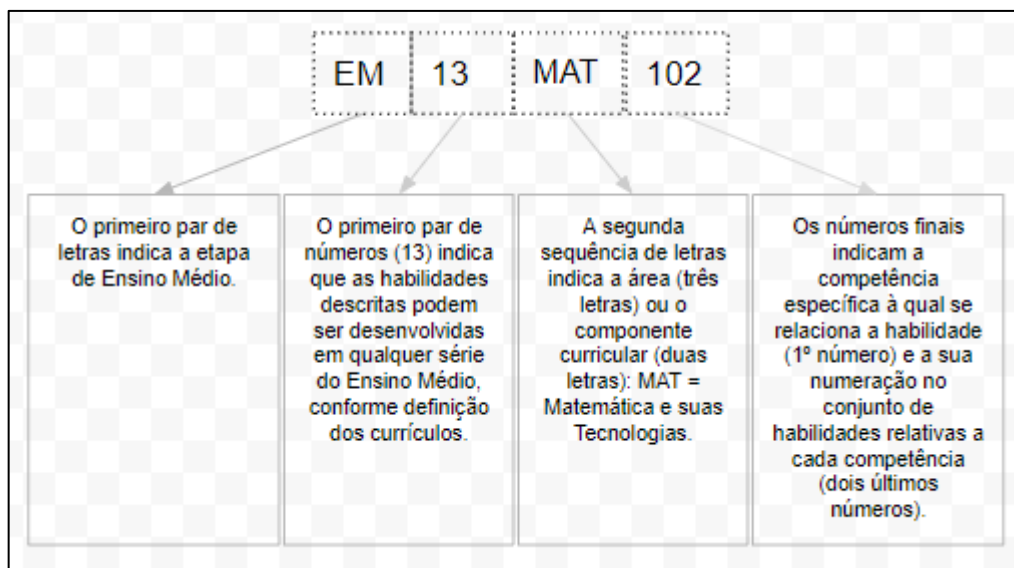 EM 13 MAT 102
O primeiro par de
letras indica a etapa
de Ensino Médio.
O primeiro par de
números (13) indica
que as habilidades
descritas podem
ser desenvolvidas
em qualquer série
do Ensino Médio,
conforme definição
dos currículos.
A segunda
sequência de letras
indica a área (três
letras) ou o
componente
curricular (duas
letras): MAT =
Matemática e suas
Tecnologias.
Os números finais
indicam a
competência
específica à qual se
relaciona a habilidade
(1º número) e a sua
numeração no
conjunto de
habilidades relativas a
cada competência
(dois últimos
números).